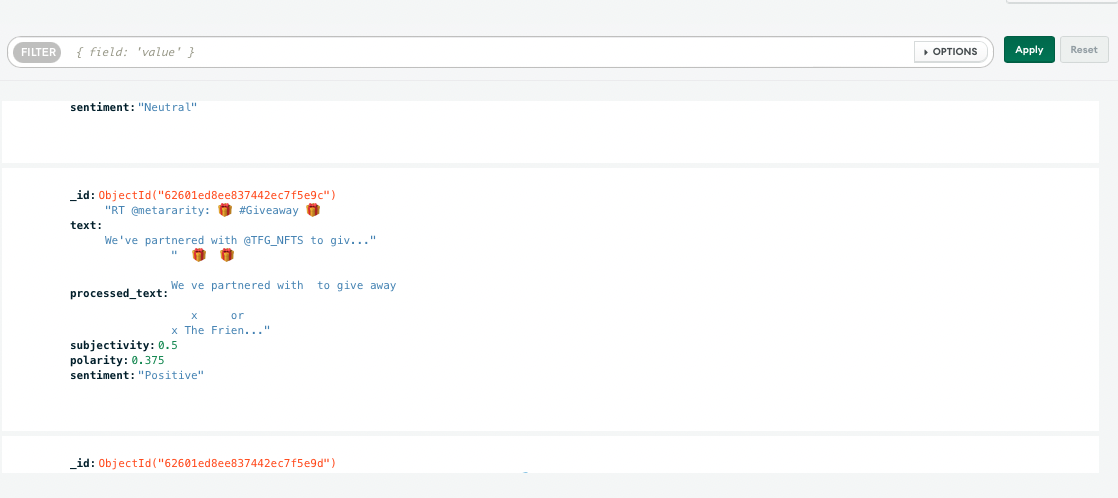 FILTER { field: 'value' } ▸ OPTIONS Apply Reset
sentiment: "Neutral"
_id: ObjectId("62601ed8ee837442ec7f5e9c")
"RT @metararity: 🎁 #Giveaway 🎁
text:
We've partnered with @TFG_NFTS to giv..."
" 🎁 🎁
We ve partnered with  to give away
processed_text:
x or
x The Frien..."
subjectivity: 0.5
polarity: 0.375
sentiment: "Positive"
_id: ObjectId("62601ed8ee837442ec7f5e9d")